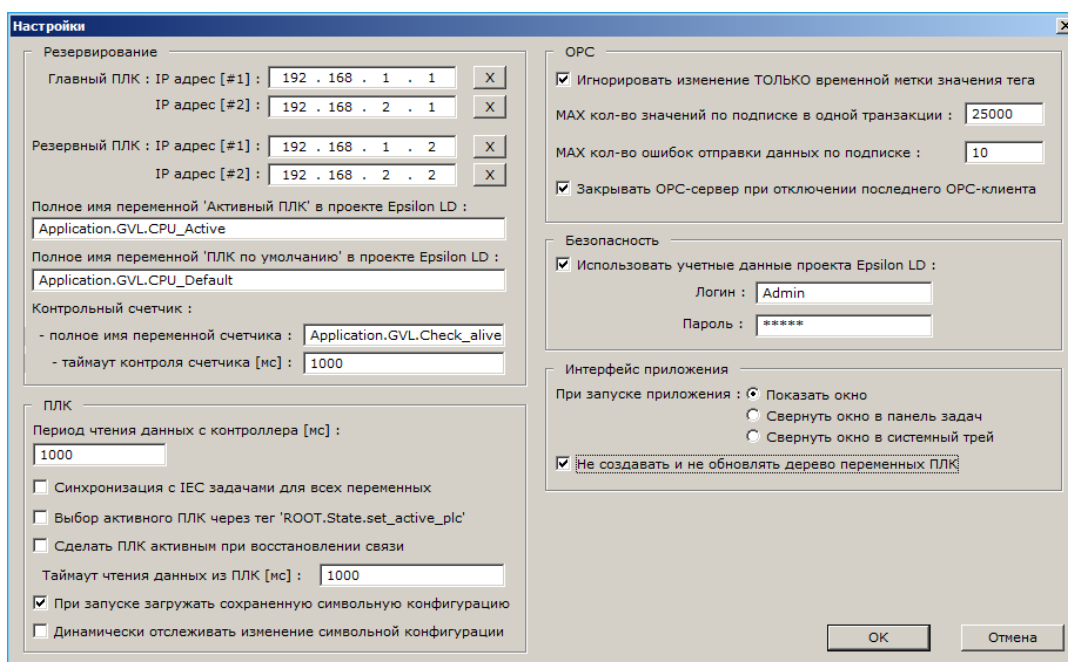 Настройки
Резервирование
Главный ПЛК : IP адрес [#1] : 192 . 168 . 1 . 1 X
IP адрес [#2] : 192 . 168 . 2 . 1 X
Резервный ПЛК : IP адрес [#1] : 192 . 168 . 1 . 2 X
IP адрес [#2] : 192 . 168 . 2 . 2 X
Полное имя переменной 'Активный ПЛК' в проекте Epsilon LD :
Application.GVL.CPU_Active
Полное имя переменной 'ПЛК по умолчанию' в проекте Epsilon LD :
Application.GVL.CPU_Default
Контрольный счетчик :
- полное имя переменной счетчика : Application.GVL.Check_alive
- таймаут контроля счетчика [мс] : 1000
ПЛК
Период чтения данных с контроллера [мс] :
1000
Синхронизация с IEC задачами для всех переменных
Выбор активного ПЛК через тег 'ROOT.State.set_active_plc'
Сделать ПЛК активным при восстановлении связи
Таймаут чтения данных из ПЛК [мс] : 1000
При запуске загружать сохраненную символьную конфигурацию
Динамически отслеживать изменение символьной конфигурации
ОРС
Игнорировать изменение ТОЛЬКО временной метки значения тега
MAX кол-во значений по подписке в одной транзакции : 25000
MAX кол-во ошибок отправки данных по подписке : 10
Закрывать ОРС-сервер при отключении последнего ОРС-клиента
Безопасность
Использовать учетные данные проекта Epsilon LD :
Логин : Admin
Пароль : *****
Интерфейс приложения
При запуске приложения : Показать окно
Свернуть окно в панель задач
Свернуть окно в системный трей
Не создавать и не обновлять дерево переменных ПЛК
OK Отмена